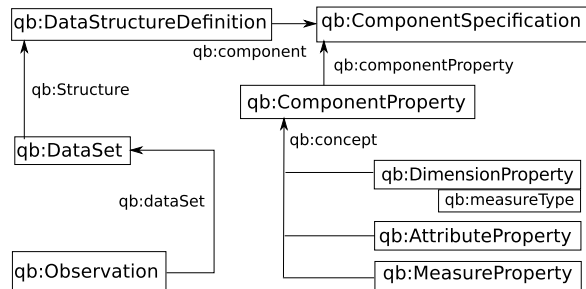 qb:DataStructureDefinition
qb:ComponentSpecification
qb:component
qb:componentProperty
qb:Structure
qb:ComponentProperty
qb:concept
qb:DataSet
qb:DimensionProperty
qb:measureType
qb:dataSet
qb:AttributeProperty
qb:Observation
qb:MeasureProperty